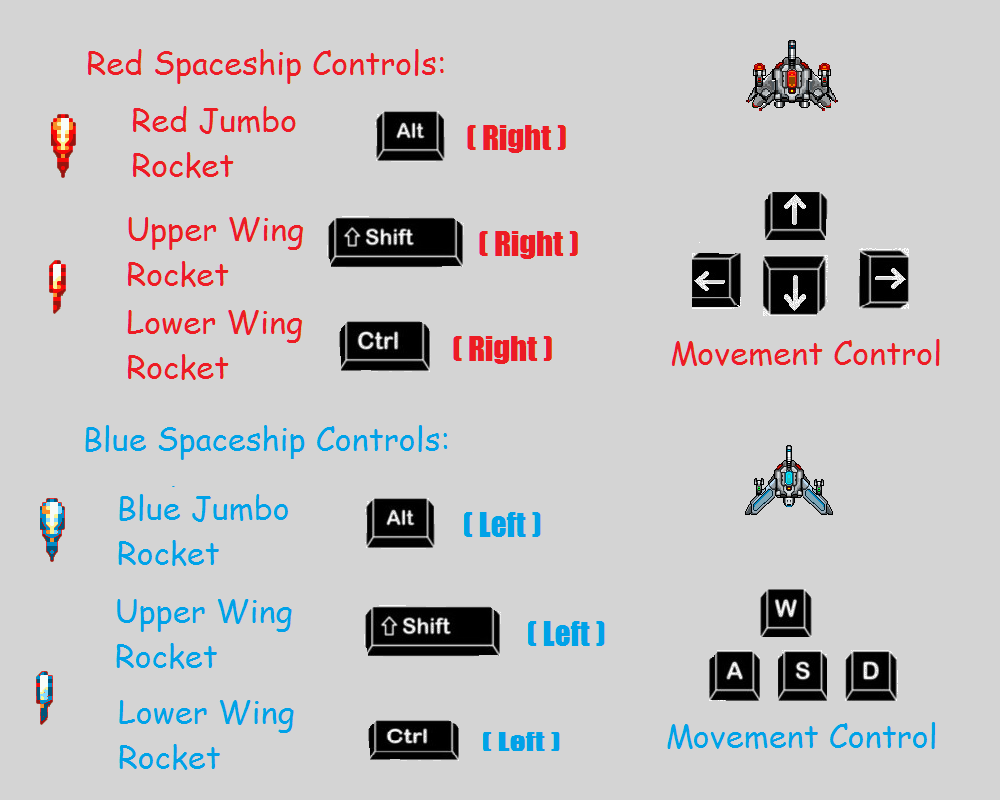 Red Spaceship Controls:
Red Jumbo
Rocket
Alt
( Right )
Upper Wing
Rocket
⇧ Shift
( Right )
Lower Wing
Rocket
Ctrl
( Right )
↑
← ↓ →
Movement Control
Blue Spaceship Controls:
Blue Jumbo
Rocket
Alt
( Left )
Upper Wing
Rocket
⇧ Shift
( Left )
Lower Wing
Rocket
Ctrl
( Left )
W
A S D
Movement Control